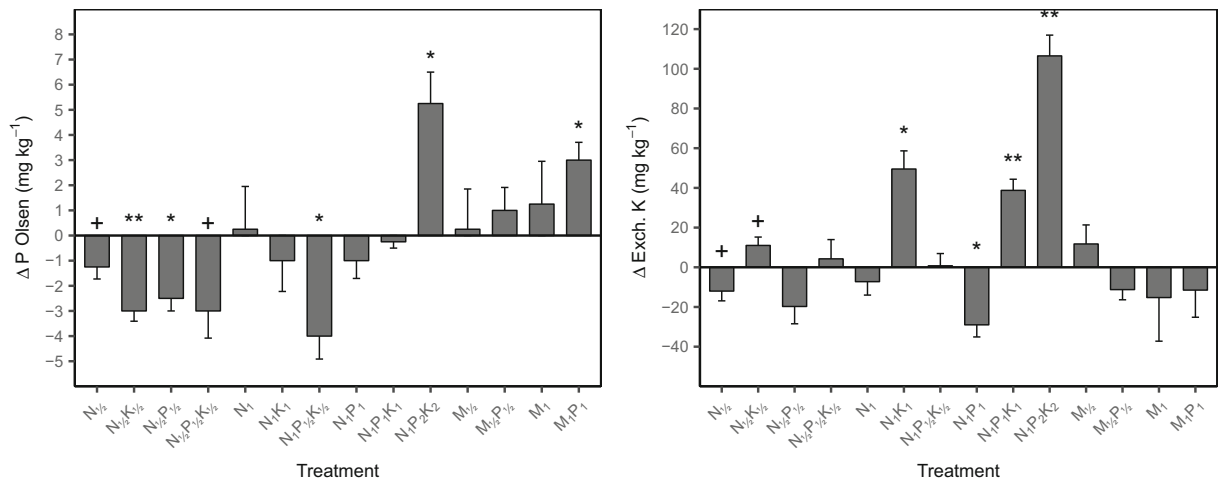 Δ P Olsen (mg kg⁻¹)
8
7
6
5
4
3
2
1
0
−1
−2
−3
−4
−5
+
**
*
+
*
*
*
N½
N½K½
N½P½
N½P½K½
N₁
N₁K₁
N₁P½K½
N₁P₁
N₁P₁K₁
N₁P₂K₂
M½
M½P½
M₁
M₁P₁
Treatment
Δ Exch. K (mg kg⁻¹)
120
100
80
60
40
20
0
−20
−40
+
+
*
*
**
**
N½
N½K½
N½P½
N½P½K½
N₁
N₁K₁
N₁P½K½
N₁P₁
N₁P₁K₁
N₁P₂K₂
M½
M½P½
M₁
M₁P₁
Treatment